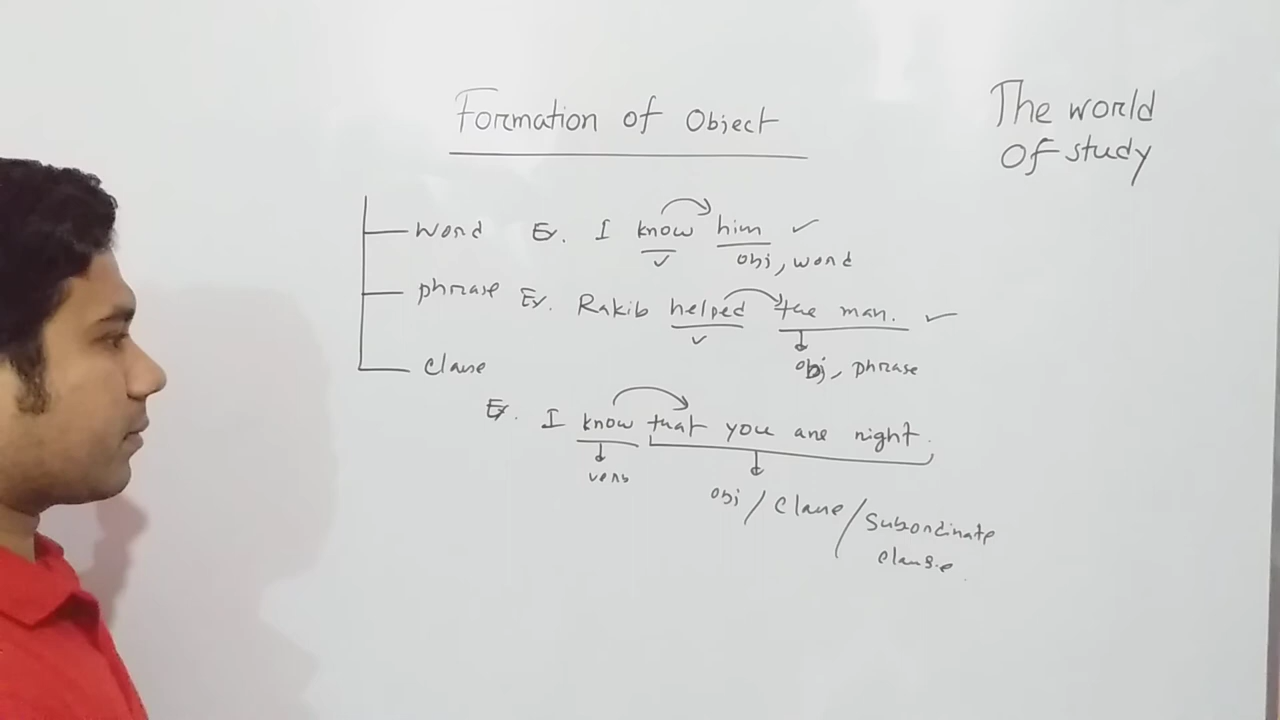 Formation of Object
The world
Of study
word Ex. I know him ✓
✓ obj, word
phrase Ex. Rakib helped the man. ✓
✓ obj, phrase
Clause
Ex. I know that you are right.
verb
obj / Clause / Subordinate
clause.